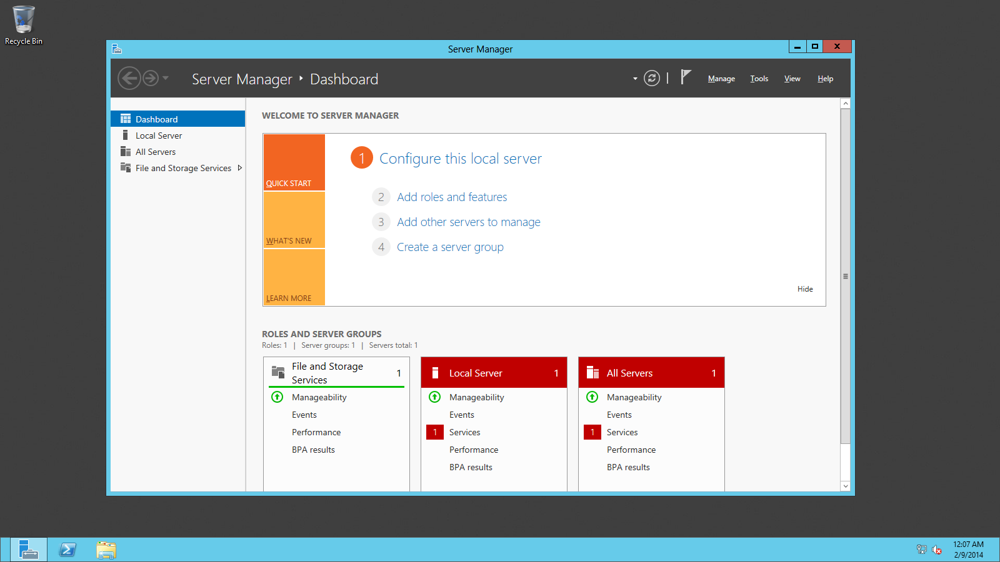 Recycle Bin
Server Manager
Server Manager ‣ Dashboard
Manage Tools View Help
Dashboard
Local Server
All Servers
File and Storage Services
WELCOME TO SERVER MANAGER
QUICK START
WHAT'S NEW
LEARN MORE
1 Configure this local server
2 Add roles and features
3 Add other servers to manage
4 Create a server group
Hide
ROLES AND SERVER GROUPS
Roles: 1 | Server groups: 1 | Servers total: 1
File and Storage
Services 1
Manageability
Events
Performance
BPA results
Local Server 1
Manageability
Events
1 Services
Performance
BPA results
All Servers 1
Manageability
Events
1 Services
Performance
BPA results
12:07 AM
2/9/2014